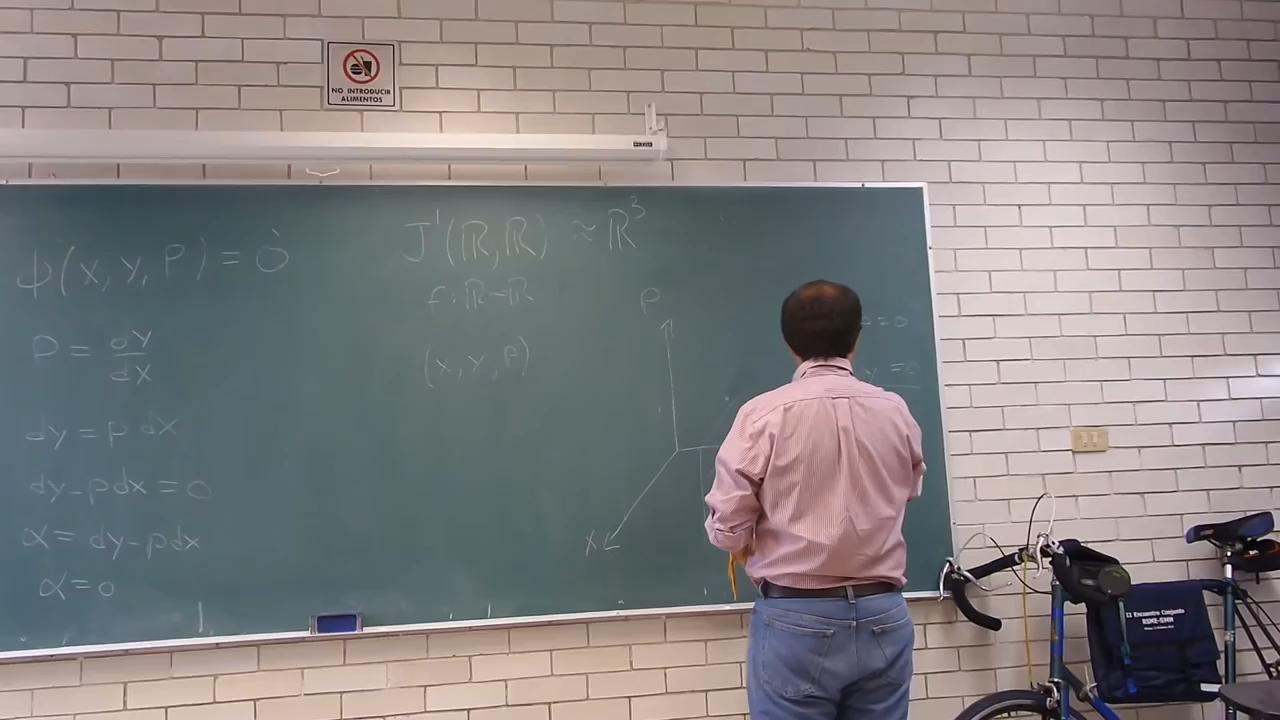 NO INTRODUCIR
ALIMENTOS
ψ(x, y, p) = 0
p = dy/dx
dy = p dx
dy - p dx = 0
α = dy - p dx
α = 0
J¹(ℝ, ℝ) ≈ ℝ³
f: ℝ → ℝ
(x, y, p)
P
X
= 0
II Encuentro Conjunto
RSME-SMM